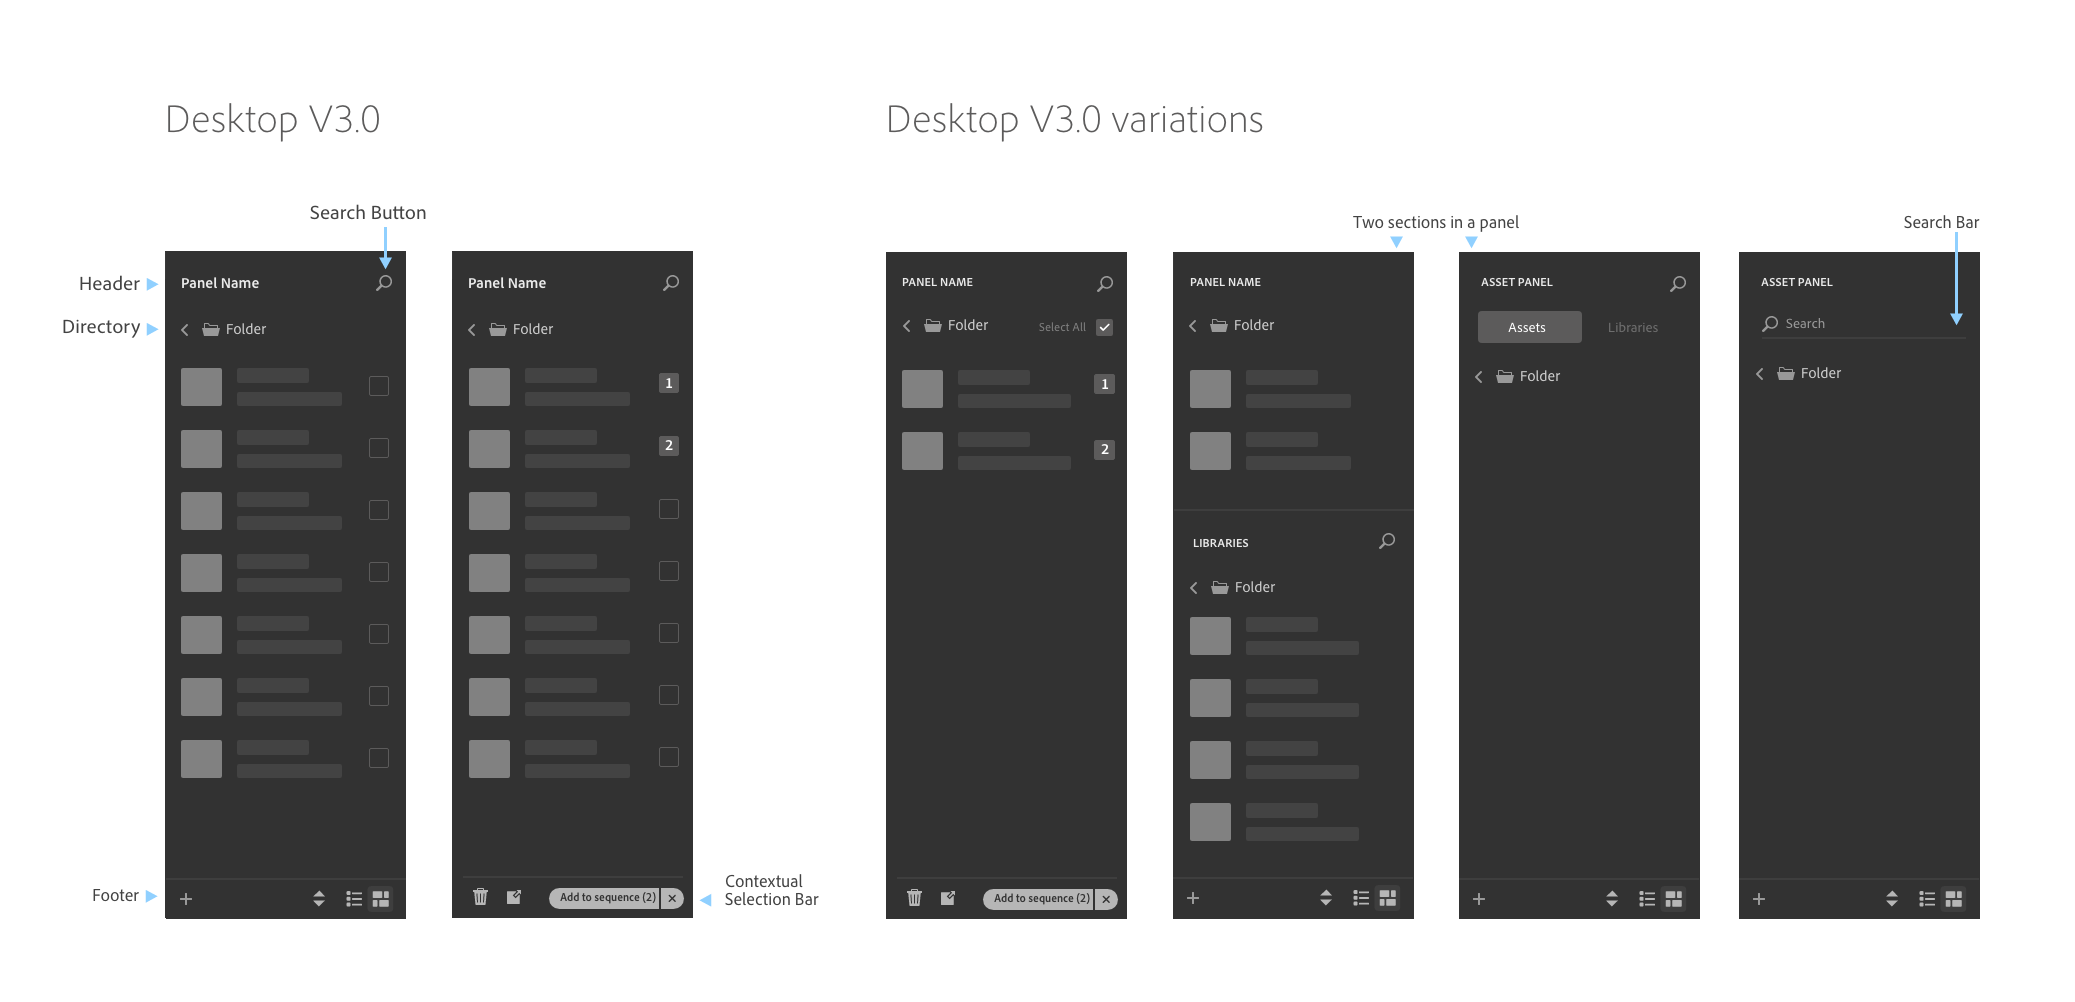 Desktop V3.0
Search Button
Header
Directory
Footer
Panel Name
Folder
Panel Name
Folder
1
2
Add to sequence (2)
Contextual
Selection Bar
Desktop V3.0 variations
Two sections in a panel
Search Bar
PANEL NAME
Folder
Select All
1
2
Add to sequence (2)
PANEL NAME
Folder
LIBRARIES
Folder
ASSET PANEL
Assets
Libraries
Folder
ASSET PANEL
Search
Folder